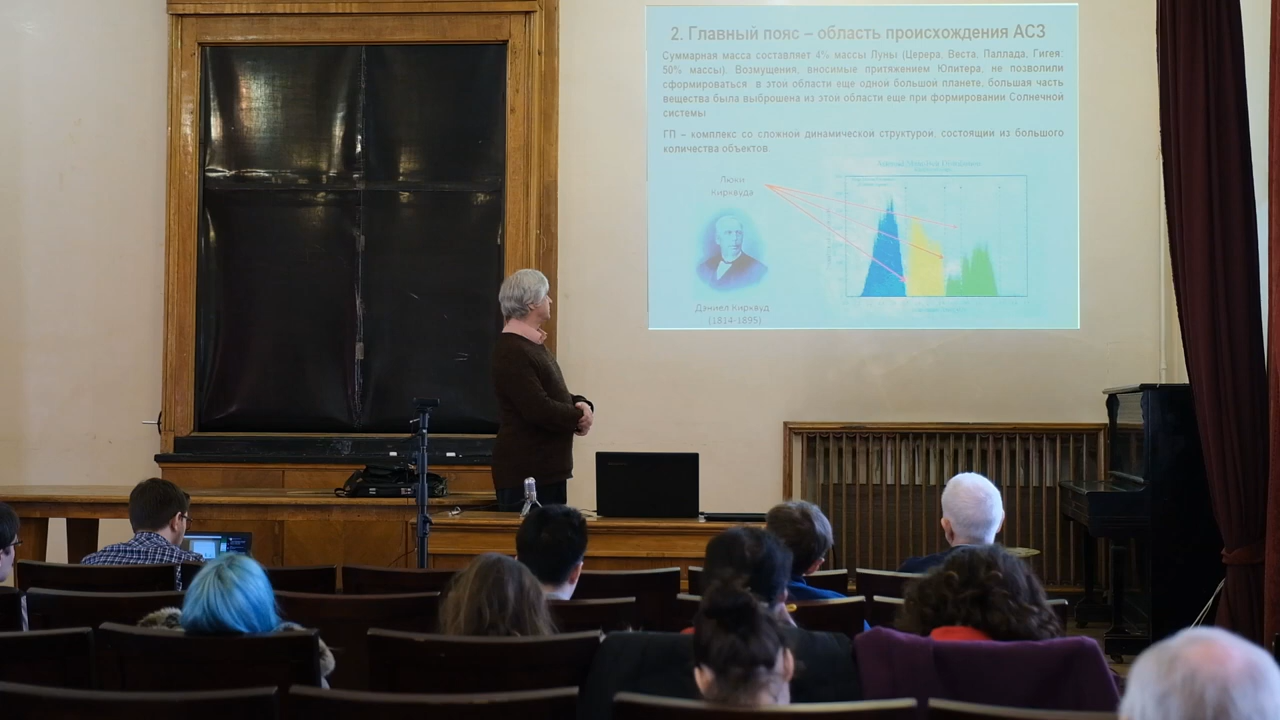 2. Главный пояс – область происхождения АСЗ
Суммарная масса составляет 4% массы Луны (Церера, Веста, Паллада, Гигея:
50% массы). Возмущения, вносимые притяжением Юпитера, не позволили
сформироваться в этой области еще одной большой планете, большая часть
вещества была выброшена из этой области еще при формировании Солнечной
системы
ГП – комплекс со сложной динамической структурой, состоящий из большого
количества объектов.
Люки
Кирквуда
Дэниел Кирквуд
(1814-1895)